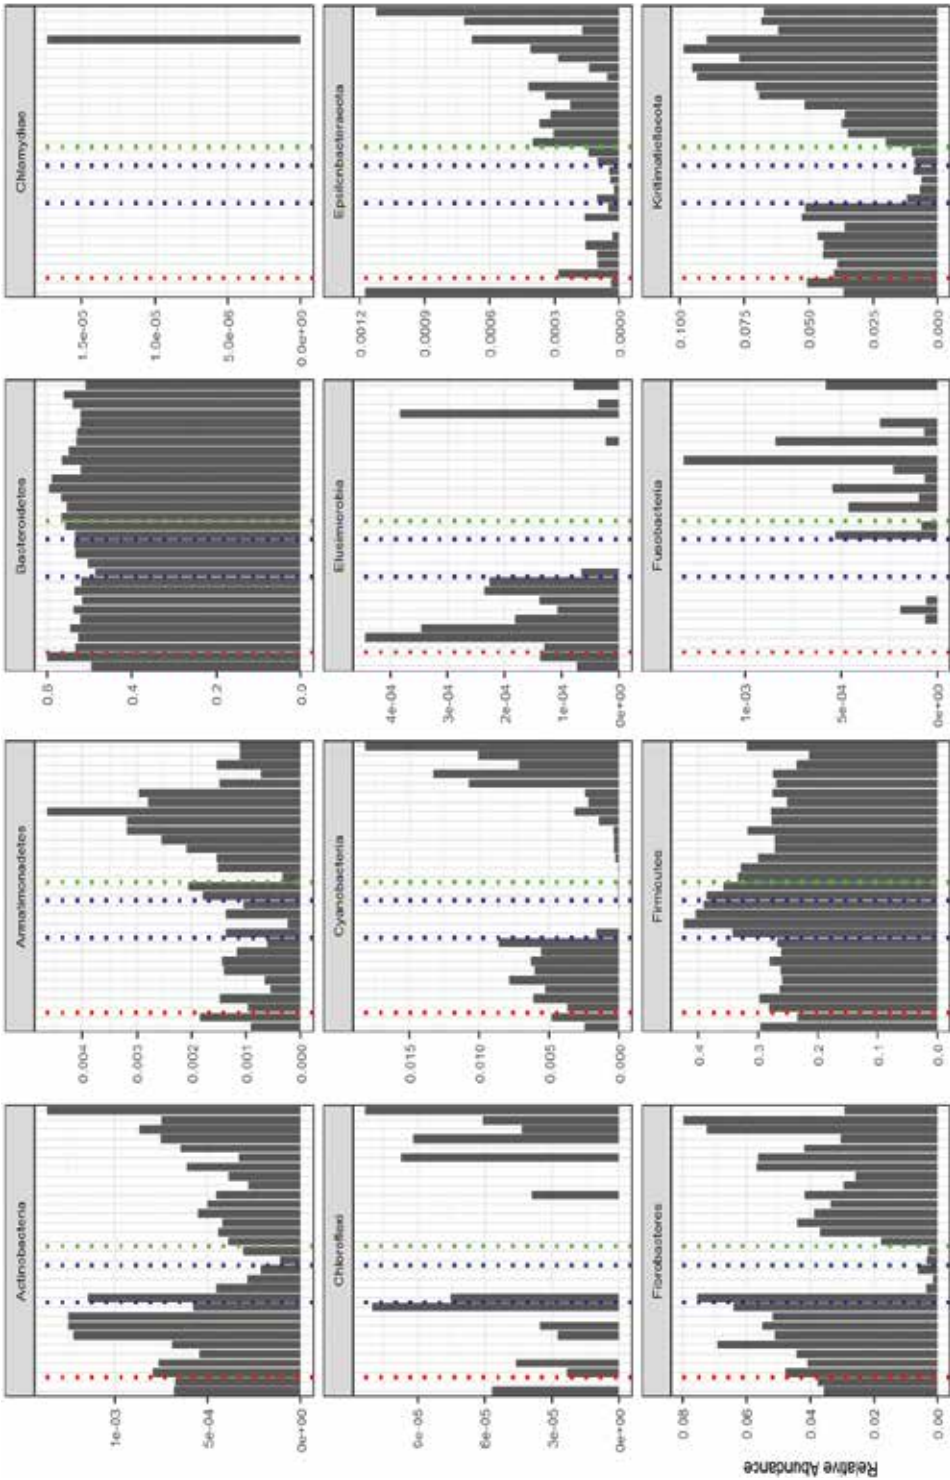 Actinobacteria
1e-03
5e-04
0e+00
Armatimonadetes
0.004
0.003
0.002
0.001
0.000
Bacteroidetes
0.6
0.4
0.2
0.0
Chlamydiae
1.5e-05
1.0e-05
5.0e-06
0.0e+00
Chloroflexi
6e-05
3e-05
0e+00
Cyanobacteria
0.015
0.010
0.005
0.000
Elusimicrobia
4e-04
3e-04
2e-04
1e-04
0e+00
Epsilonbacteraeota
0.0012
0.0009
0.0006
0.0003
0.0000
Fibrobacteres
0.08
0.06
0.04
0.02
0.00
Firmicutes
0.4
0.3
0.2
0.1
0.0
Fusobacteria
1e-03
5e-04
0e+00
Kiritimatiellaeota
0.100
0.075
0.050
0.025
0.000
Relative Abundance